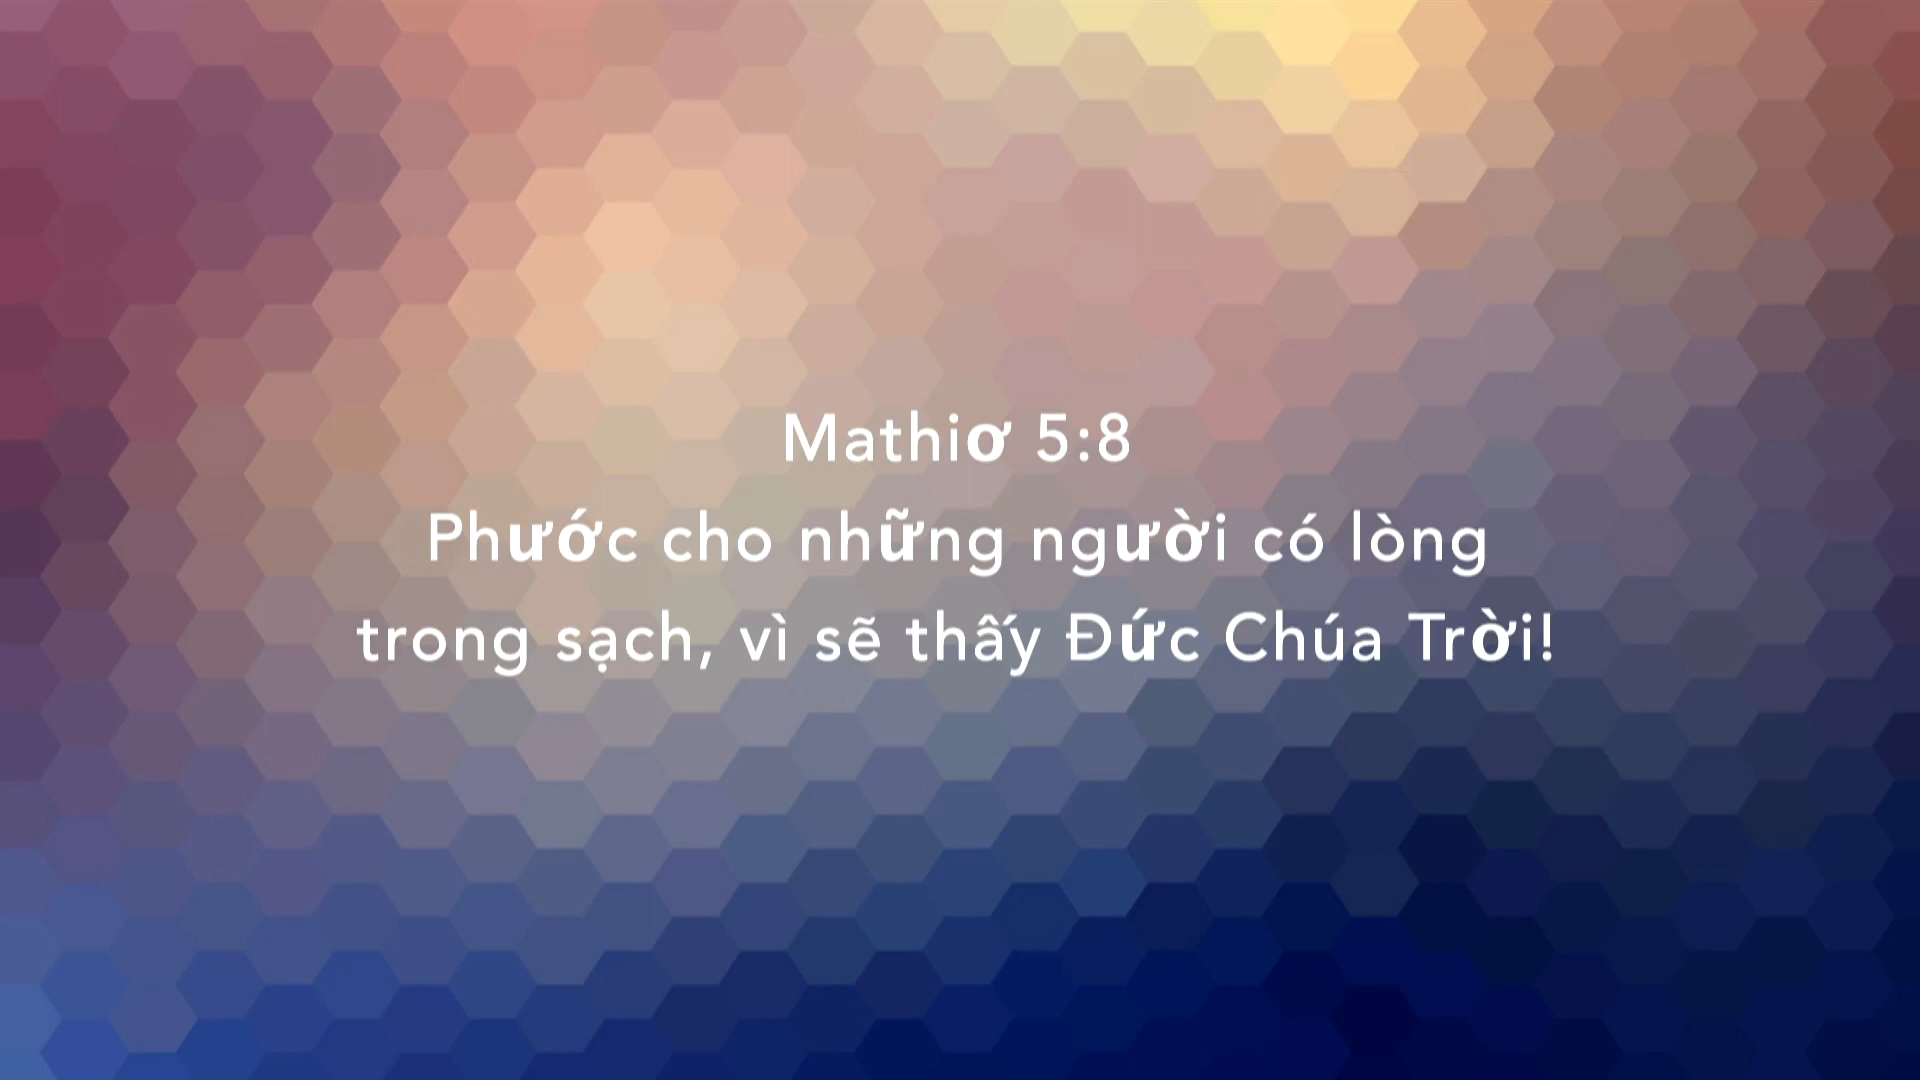 Mathiơ 5:8
Phước cho những người có lòng
trong sạch, vì sẽ thấy Đức Chúa Trời!